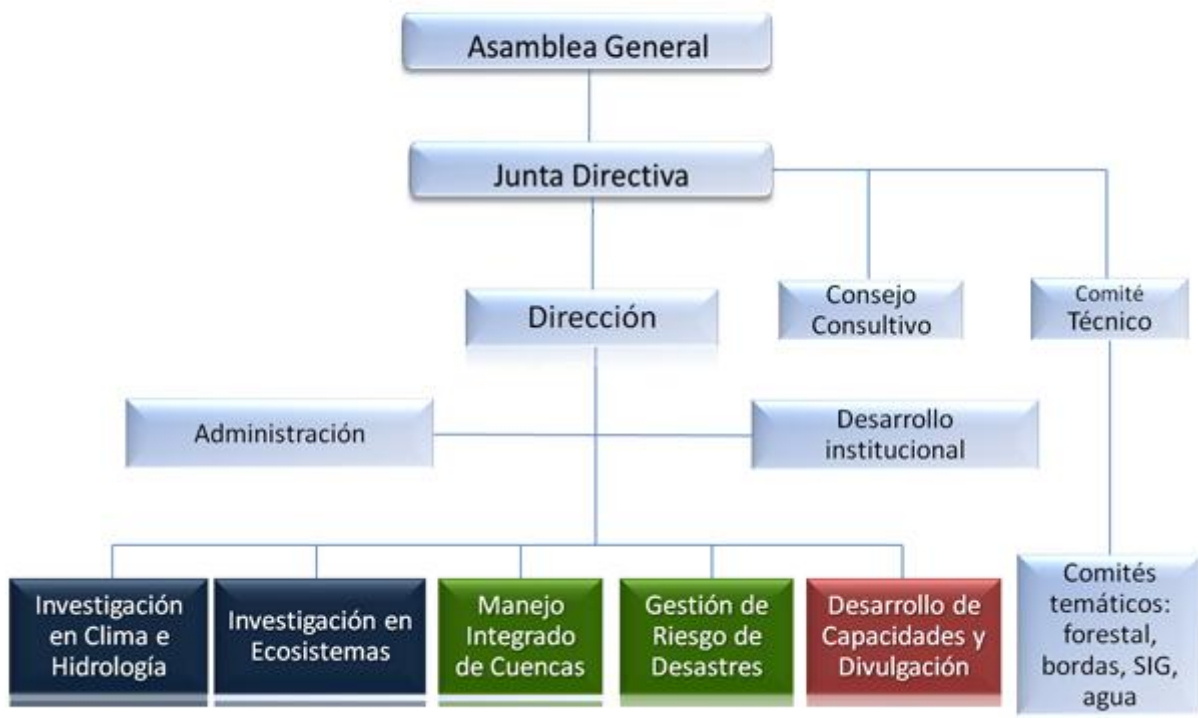 Asamblea General
Junta Directiva
Dirección
Consejo
Consultivo
Comité
Técnico
Administración
Desarrollo
institucional
Investigación
en Clima e
Hidrología
Investigación en
Ecosistemas
Manejo
Integrado
de Cuencas
Gestión de
Riesgo de
Desastres
Desarrollo de
Capacidades y
Divulgación
Comités
temáticos:
forestal,
bordas, SIG,
agua